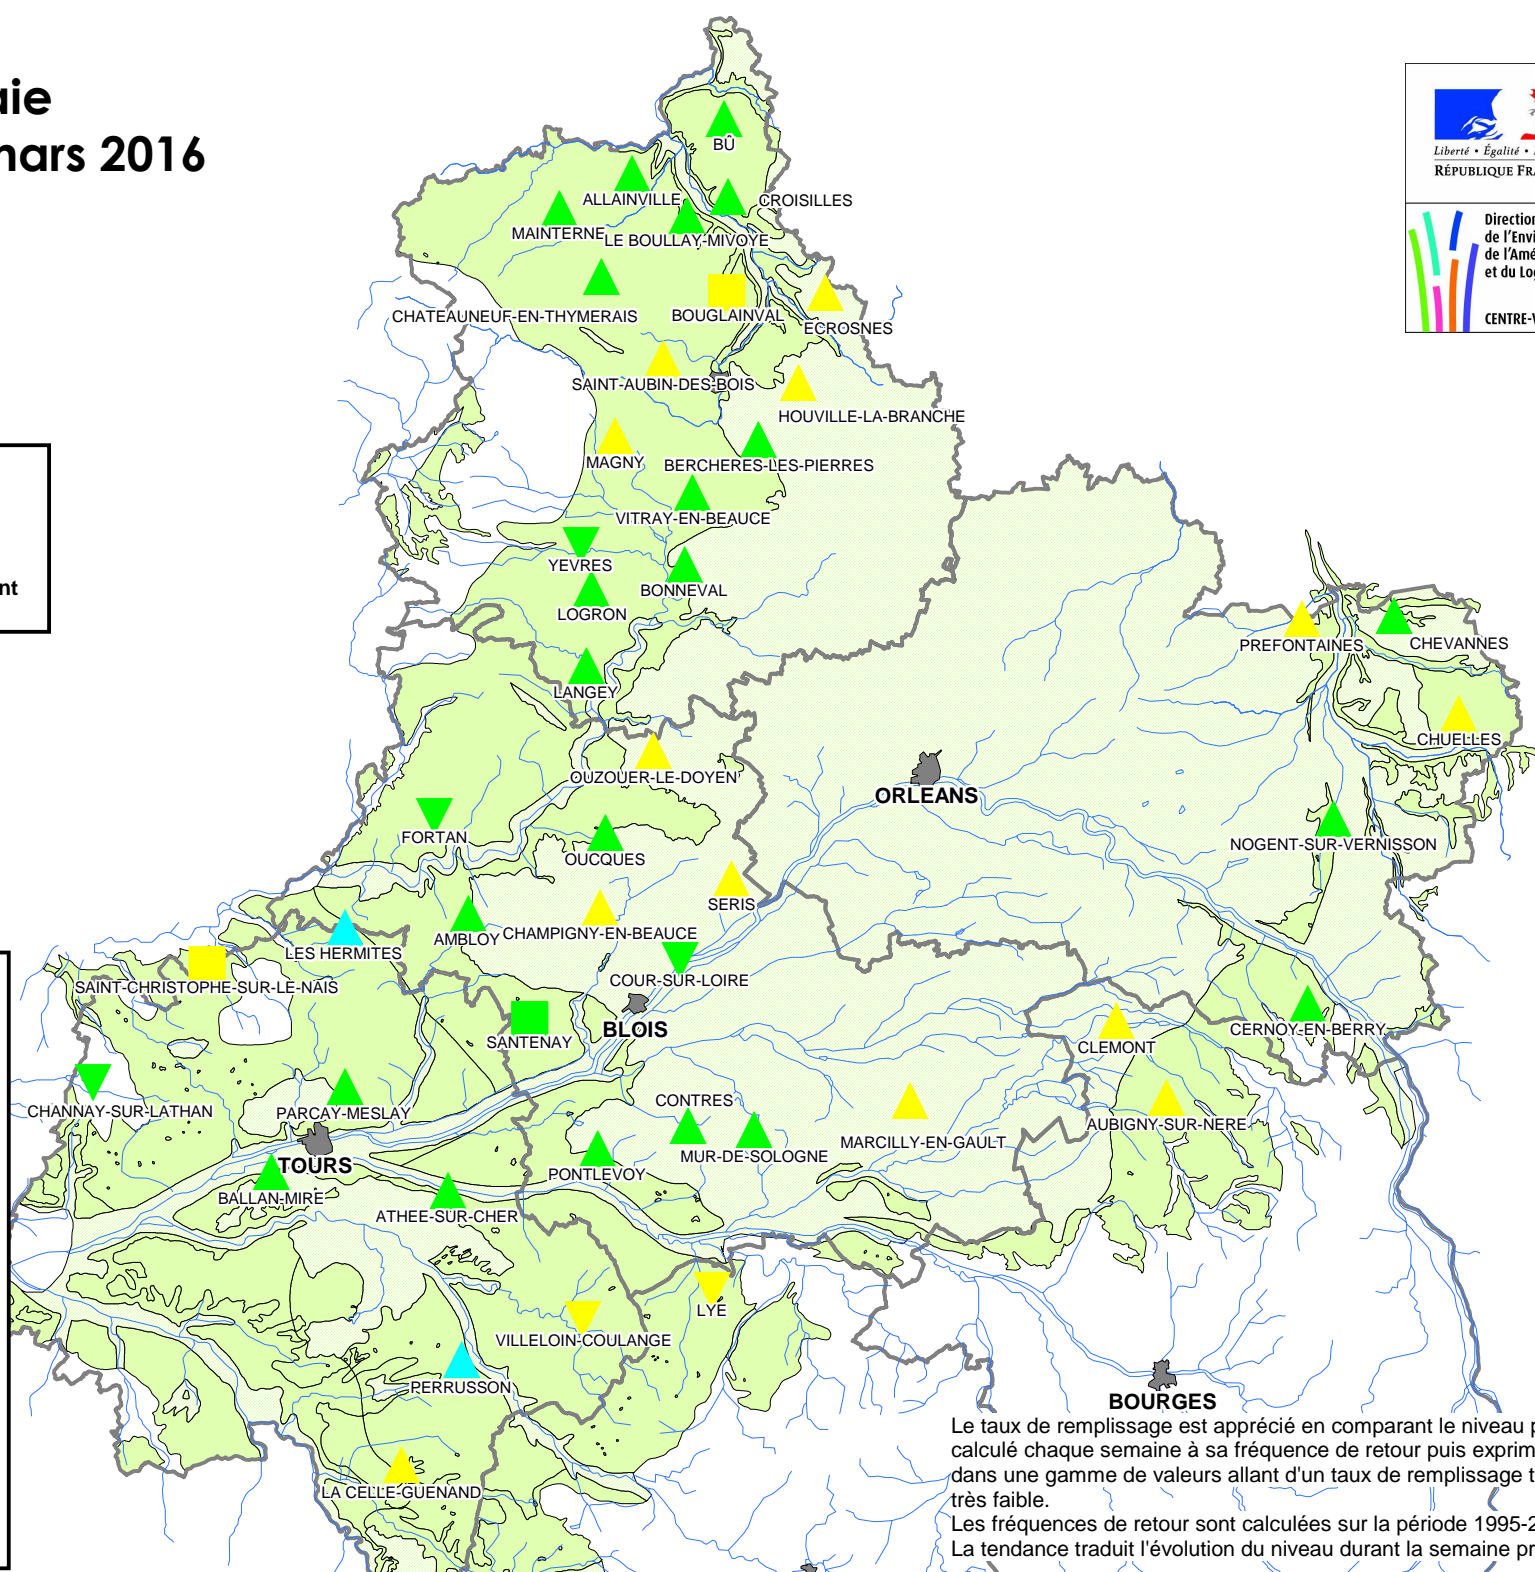 mars 2016
BÛ
ALLAINVILLE
CROISILLES
MAINTERNE
LE BOULLAY-MIVOYE
CHATEAUNEUF-EN-THYMERAIS
BOUGLAINVAL
ECROSNES
SAINT-AUBIN-DES-BOIS
HOUVILLE-LA-BRANCHE
MAGNY
BERCHERES-LES-PIERRES
VITRAY-EN-BEAUCE
YEVRES
BONNEVAL
LOGRON
PREFONTAINES
CHEVANNES
LANGEY
CHUELLES
OUZOUER-LE-DOYEN
ORLEANS
FORTAN
OUCQUES
NOGENT-SUR-VERNISSON
SERIS
CHAMPIGNY-EN-BEAUCE
AMBLOY
LES HERMITES
COUR-SUR-LOIRE
SAINT-CHRISTOPHE-SUR-LE-NAIS
SANTENAY
BLOIS
CERNOY-EN-BERRY
CLEMONT
CHANNAY-SUR-LATHAN
PARCAY-MESLAY
CONTRES
MUR-DE-SOLOGNE
MARCILLY-EN-GAULT
AUBIGNY-SUR-NERE
TOURS
PONTLEVOY
BALLAN-MIRE
ATHEE-SUR-CHER
LYE
VILLELOIN-COULANGE
PERRUSSON
BOURGES
LA CELLE-GUENAND
Liberté • Égalité •
RÉPUBLIQUE
Direction
de l'Envi
de l'Amé
et du Lo
CENTRE-V
Le taux de remplissage est apprécié en comparant le niveau p
calculé chaque semaine à sa fréquence de retour puis exprim
dans une gamme de valeurs allant d'un taux de remplissage t
très faible.
Les fréquences de retour sont calculées sur la période 1995-2
La tendance traduit l'évolution du niveau durant la semaine pr